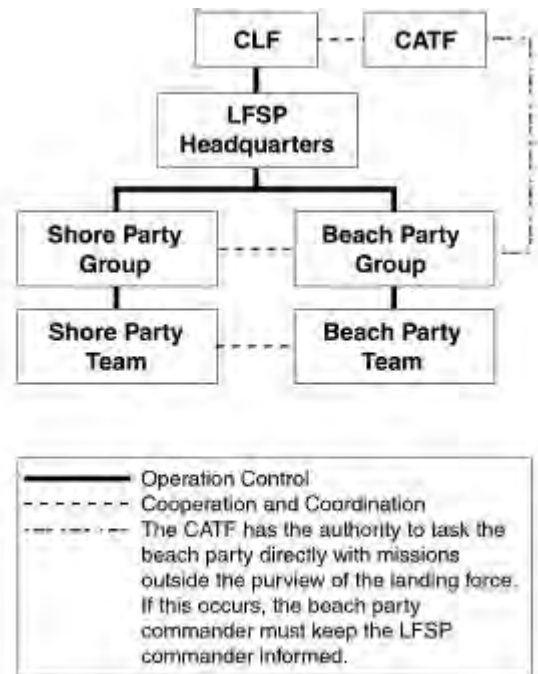 CLF
CATF
LFSP
Headquarters
Shore Party
Group
Beach Party
Group
Shore Party
Team
Beach Party
Team
Operation Control
Cooperation and Coordination
The CATF has the authority to task the
beach party directly with missions
outside the purview of the landing force.
If this occurs, the beach party
commander must keep the LFSP
commander informed.